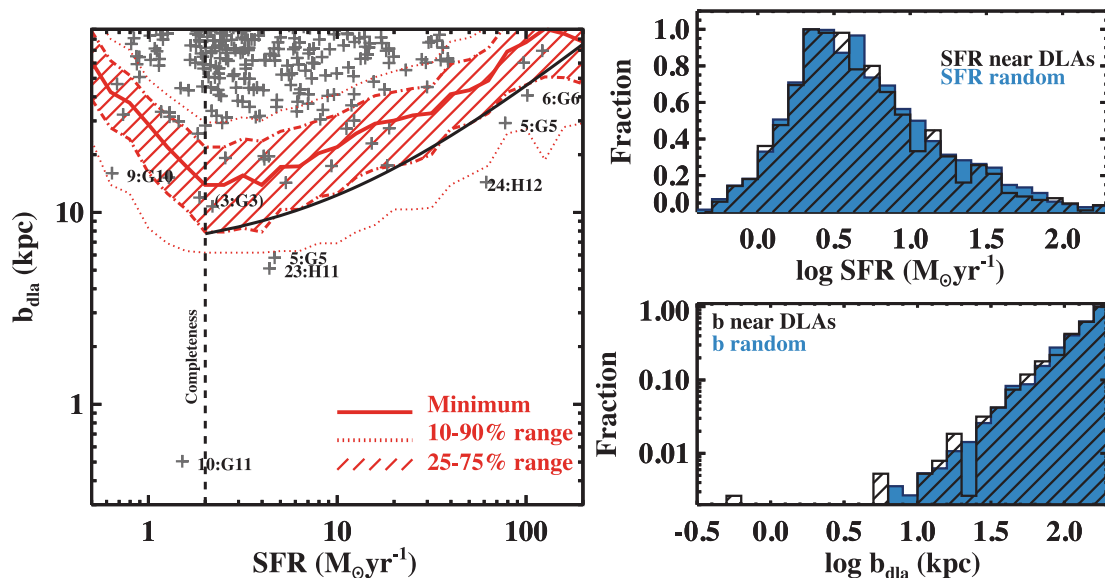 b_dla (kpc)
10
1
9:G10
(3:G3)
5:G5
23:H11
10:G11
6:G6
5:G5
24:H12
Completeness
Minimum
10-90% range
25-75% range
1
10
100
SFR (M⊙yr⁻¹)
Fraction
1.0
0.8
0.6
0.4
0.2
0.0
SFR near DLAs
SFR random
0.0
0.5
1.0
1.5
2.0
log SFR (M⊙yr⁻¹)
Fraction
1.00
0.10
0.01
b near DLAs
b random
-0.5
0.0
0.5
1.0
1.5
2.0
log b_dla (kpc)